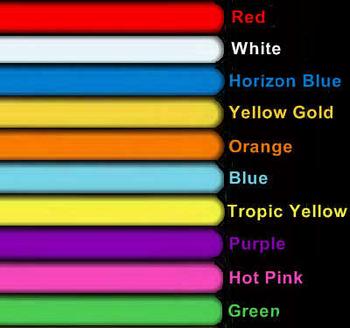 Red
White
Horizon Blue
Yellow Gold
Orange
Blue
Tropic Yellow
Purple
Hot Pink
Green